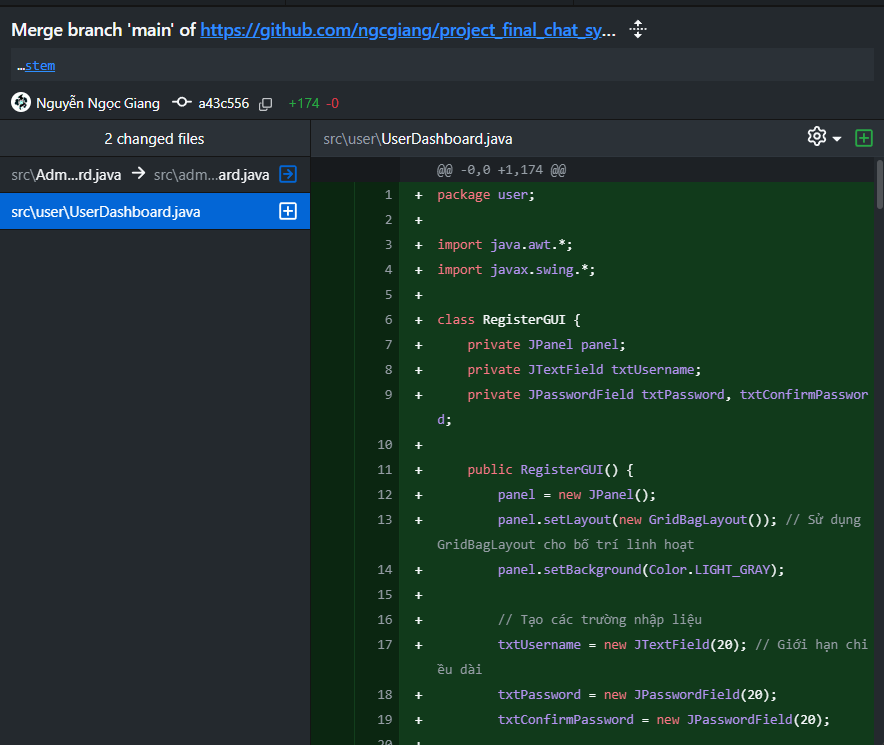 Merge branch 'main' of https://github.com/ngcgiang/project_final_chat_sy...
…stem
Nguyễn Ngọc Giang a43c556 +174 -0
2 changed files
src\Adm...rd.java → src\adm...ard.java
src\user\UserDashboard.java
src\user\UserDashboard.java
@@ -0,0 +1,174 @@
1 + package user;
2 +
3 + import java.awt.*;
4 + import javax.swing.*;
5 +
6 + class RegisterGUI {
7 + private JPanel panel;
8 + private JTextField txtUsername;
9 + private JPasswordField txtPassword, txtConfirmPasswor
d;
10 +
11 + public RegisterGUI() {
12 + panel = new JPanel();
13 + panel.setLayout(new GridBagLayout()); // Sử dụng
GridBagLayout cho bố trí linh hoạt
14 + panel.setBackground(Color.LIGHT_GRAY);
15 +
16 + // Tạo các trường nhập liệu
17 + txtUsername = new JTextField(20); // Giới hạn chi
ều dài
18 + txtPassword = new JPasswordField(20);
19 + txtConfirmPassword = new JPasswordField(20);
20 +